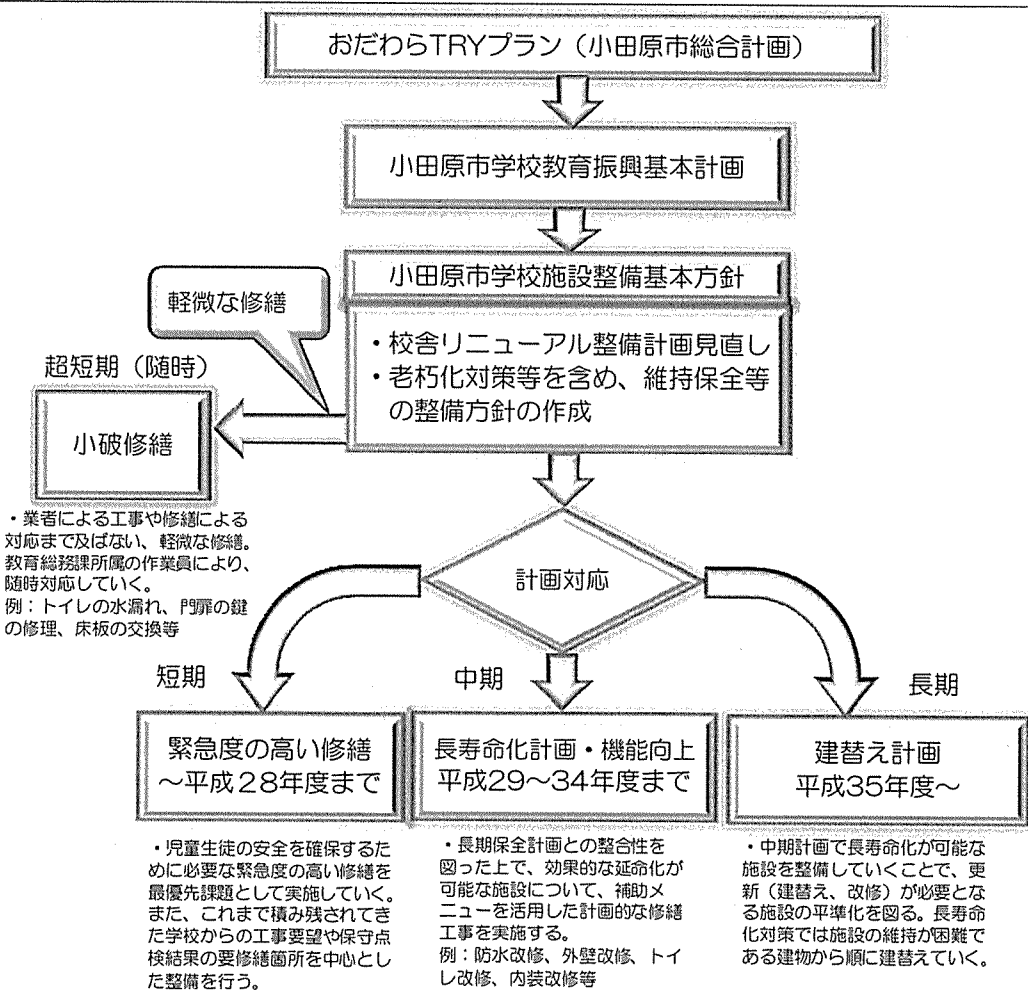 おだわらTRYプラン（小田原市総合計画）
小田原市学校教育振興基本計画
小田原市学校施設整備基本方針
・校舎リニューアル整備計画見直し
・老朽化対策等を含め、維持保全等
の整備方針の作成
軽微な修繕
超短期（随時）
小破修繕
・業者による工事や修繕による
対応まで及ばない、軽微な修繕。
教育総務課所属の作業員により、
随時対応していく。
例：トイレの水漏れ、門扉の鍵
の修理、床板の交換等
計画対応
短期
緊急度の高い修繕
～平成28年度まで
・児童生徒の安全を確保するた
めに必要な緊急度の高い修繕を
最優先課題として実施していく。
また、これまで積み残されてき
た学校からの工事要望や保守点
検結果の要修繕箇所を中心とし
た整備を行う。
中期
長寿命化計画・機能向上
平成29～34年度まで
・長期保全計画との整合性を
図った上で、効果的な延命化が
可能な施設について、補助メ
ニューを活用した計画的な修繕
工事を実施する。
例：防水改修、外壁改修、トイ
レ改修、内装改修等
長期
建替え計画
平成35年度～
・中期計画で長寿命化が可能な
施設を整備していくことで、更
新（建替え、改修）が必要とな
る施設の平準化を図る。長寿命
化対策では施設の維持が困難で
ある建物から順に建替えていく。